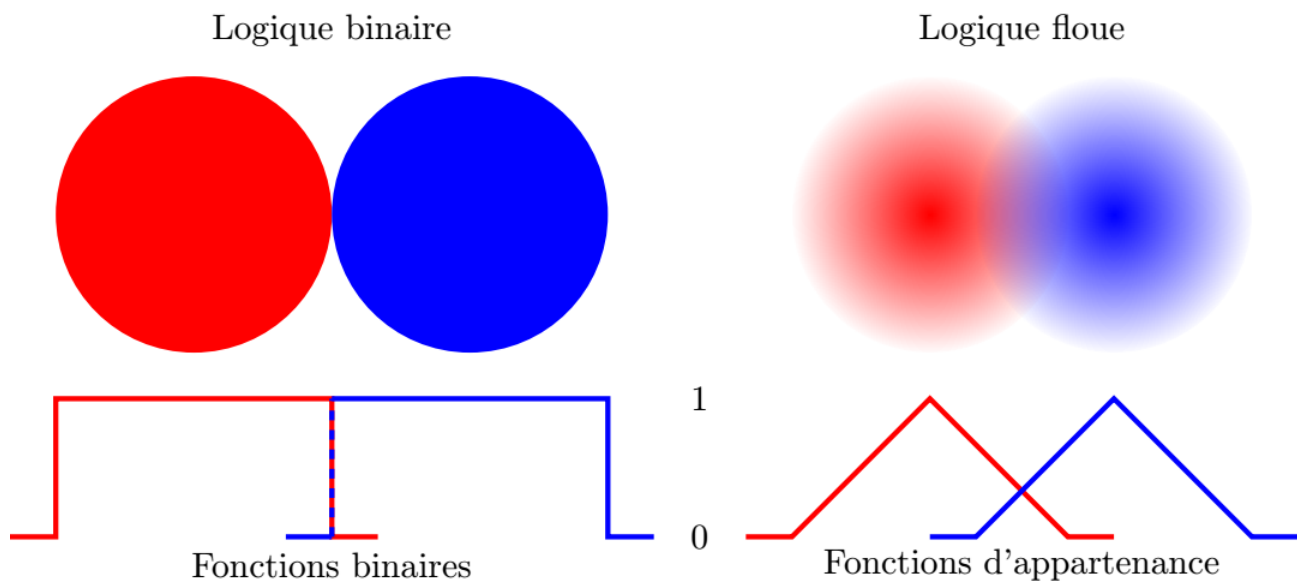 Logique binaire
Logique floue
1
0
Fonctions binaires
Fonctions d'appartenance